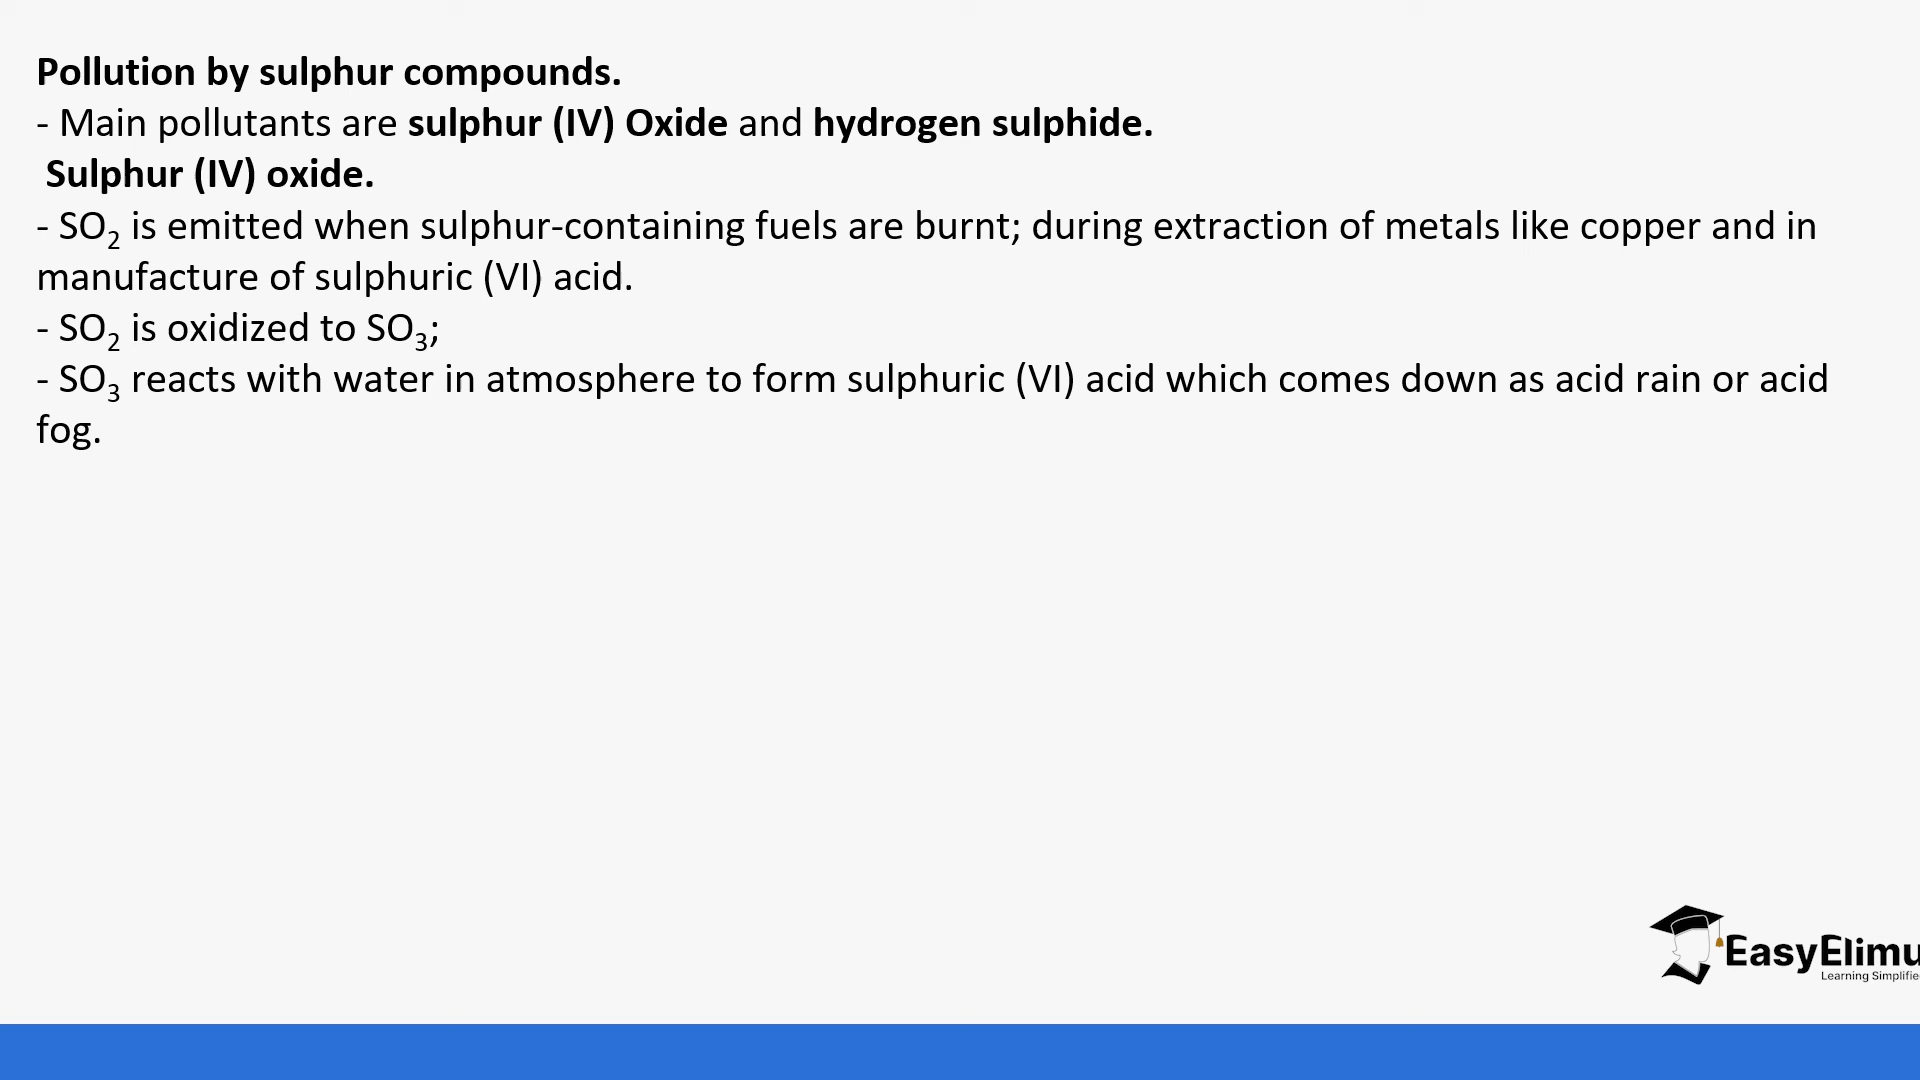 Pollution by sulphur compounds.
- Main pollutants are sulphur (IV) Oxide and hydrogen sulphide.
Sulphur (IV) oxide.
- SO₂ is emitted when sulphur-containing fuels are burnt; during extraction of metals like copper and in
manufacture of sulphuric (VI) acid.
- SO₂ is oxidized to SO₃;
- SO₃ reacts with water in atmosphere to form sulphuric (VI) acid which comes down as acid rain or acid
fog.
EasyElimu
Learning Simplifie